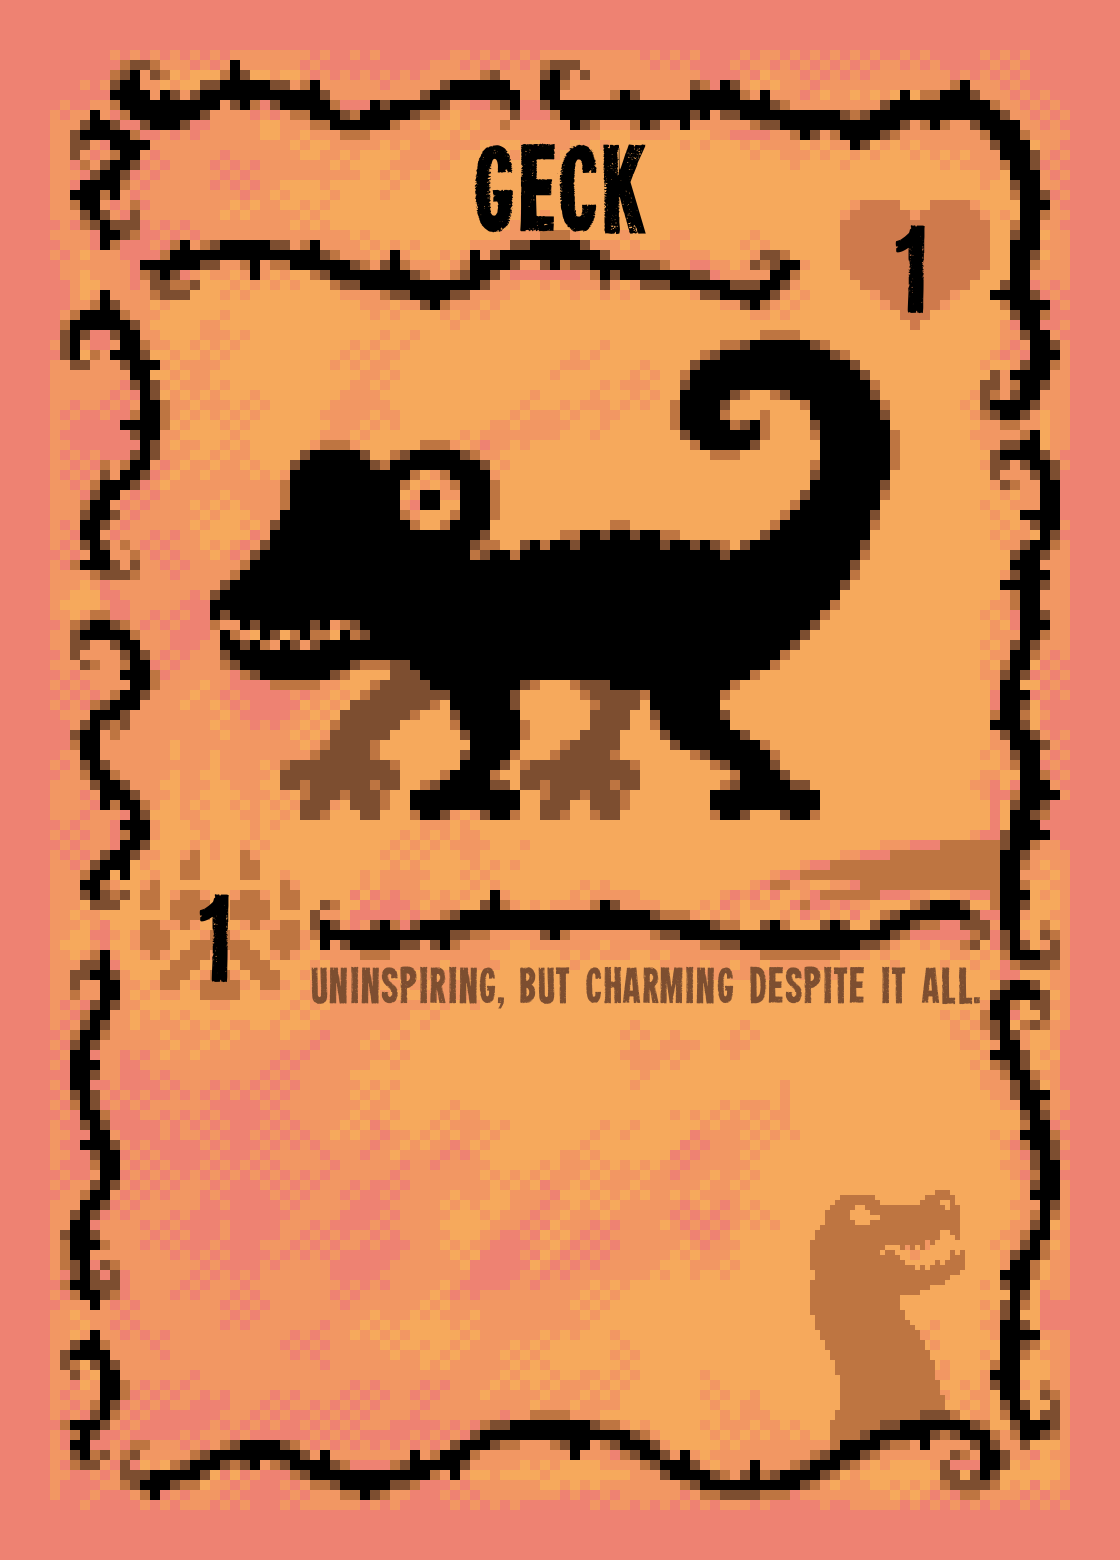 GECK
1
1
UNINSPIRING, BUT CHARMING DESPITE IT ALL.